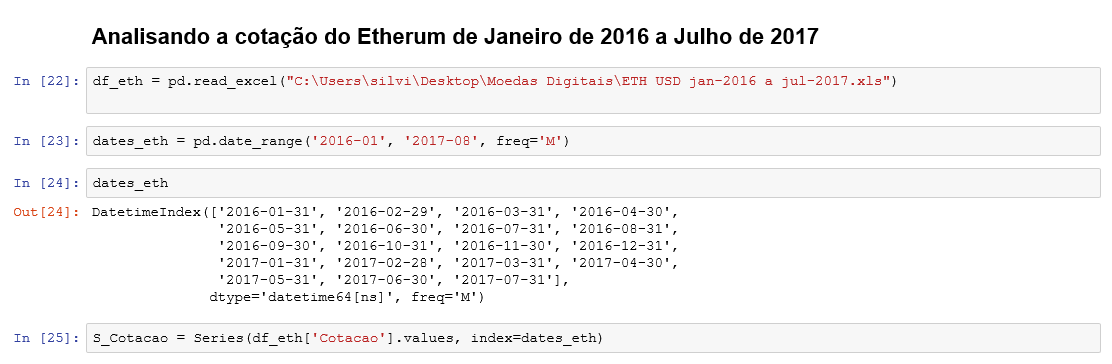 Analisando a cotação do Etherum de Janeiro de 2016 a Julho de 2017
In [22]: df_eth = pd.read_excel("C:\Users\silvi\Desktop\Moedas Digitais\ETH USD jan-2016 a jul-2017.xls")
In [23]: dates_eth = pd.date_range('2016-01', '2017-08', freq='M')
In [24]: dates_eth
Out[24]: DatetimeIndex(['2016-01-31', '2016-02-29', '2016-03-31', '2016-04-30',
'2016-05-31', '2016-06-30', '2016-07-31', '2016-08-31',
'2016-09-30', '2016-10-31', '2016-11-30', '2016-12-31',
'2017-01-31', '2017-02-28', '2017-03-31', '2017-04-30',
'2017-05-31', '2017-06-30', '2017-07-31'],
dtype='datetime64[ns]', freq='M')
In [25]: S_Cotacao = Series(df_eth['Cotacao'].values, index=dates_eth)